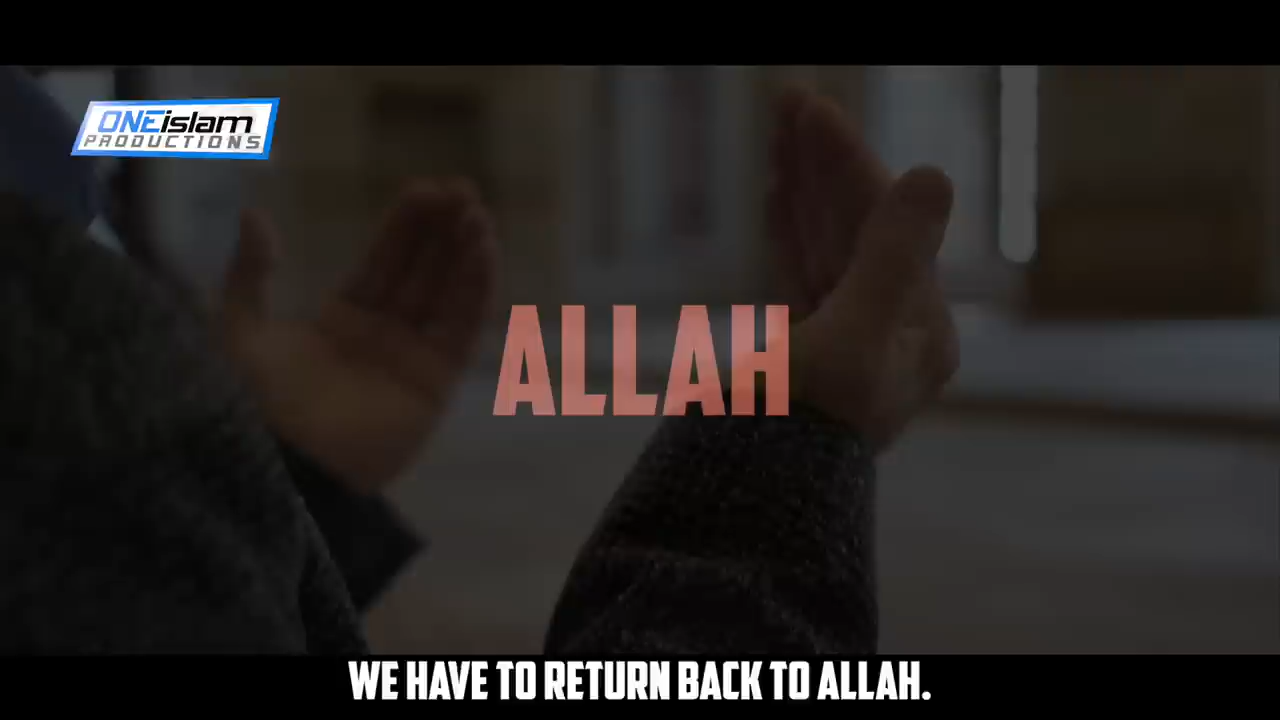 ONEislam
PRODUCTIONS
ALLAH
WE HAVE TO RETURN BACK TO ALLAH.